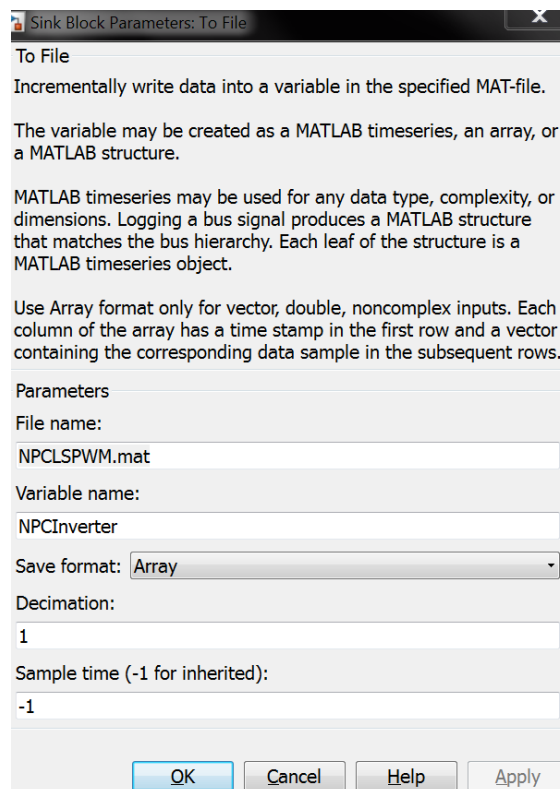 Sink Block Parameters: To File
X
To File
Incrementally write data into a variable in the specified MAT-file.
The variable may be created as a MATLAB timeseries, an array, or
a MATLAB structure.
MATLAB timeseries may be used for any data type, complexity, or
dimensions. Logging a bus signal produces a MATLAB structure
that matches the bus hierarchy. Each leaf of the structure is a
MATLAB timeseries object.
Use Array format only for vector, double, noncomplex inputs. Each
column of the array has a time stamp in the first row and a vector
containing the corresponding data sample in the subsequent rows.
Parameters
File name:
NPCLSPWM.mat
Variable name:
NPCInverter
Save format: Array
Decimation:
1
Sample time (-1 for inherited):
-1
OK Cancel Help Apply